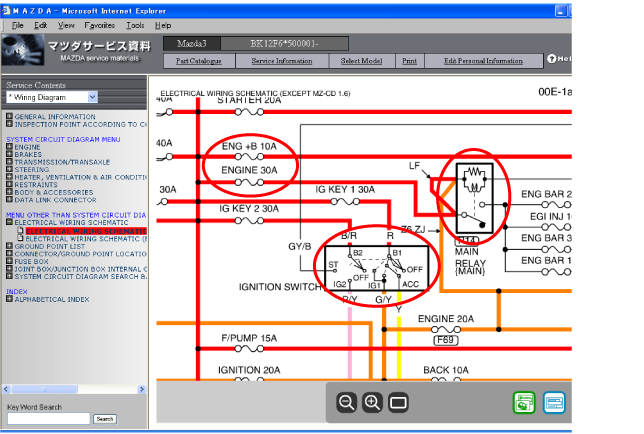 M A Z D A - Microsoft Internet Explorer
File Edit View Favorites Tools Help
マツダサービス資料
MAZDA service materials
Mazda3 BK12F6*500001-
Part Catalogue Service Information Select Model Print Edit Personal Information Hel
Service Contents
* Wiring Diagram
GENERAL INFORMATION
INSPECTION POINT ACCORDING TO C
SYSTEM CIRCUIT DIAGRAM MENU
ENGINE
BRAKES
TRANSMISSION/TRANSAXLE
STEERING
HEATER, VENTILATION & AIR CONDITI
RESTRAINTS
BODY & ACCESSORIES
DATA LINK CONNECTOR
MENU OTHER THAN SYSTEM CIRCUIT DIA
ELECTRICAL WIRING SCHEMATIC
ELECTRICAL WIRING SCHEMATI
ELECTRICAL WIRING SCHEMATIC (
GROUND POINT LIST
CONNECTOR/GROUND POINT LOCATIO
FUSE BOX
JOINT BOX/JUNCTION BOX INTERNAL C
SYSTEM CIRCUIT DIAGRAM SEARCH B
INDEX
ALPHABETICAL INDEX
Key Word Search
Search
ELECTRICAL WIRING SCHEMATIC (EXCEPT MZ-CD 1.6) 00E-1a
40A STARTER 20A
40A ENG +B 10A
ENGINE 30A LF
30A IG KEY 1 30A ENG BAR 2
IG KEY 2 30A EGI INJ 1
B/R R Z6,ZJ
GY/B ENG BAR 3
B2 B1 MAIN
ST OFF RELAY ENG BAR 1
OFF (MAIN)
IGNITION SWITCH IG2 IG1 ACC
P/Y G/Y Y
ENGINE 20A
F/PUMP 15A F69
IGNITION 20A BACK 10A